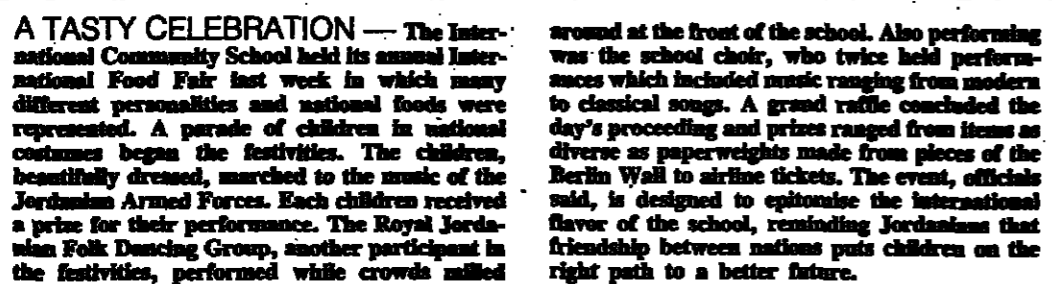 A TASTY CELEBRATION — The Inter-
national Community School held its annual Inter-
national Food Fair last week in which many
different personalities and national foods were
represented. A parade of children in national
costumes began the festivities. The children,
beautifully dressed, marched to the music of the
Jordanian Armed Forces. Each children received
a prize for their performance. The Royal Jorda-
nian Folk Dancing Group, another participant in
the festivities, performed while crowds milled
around at the front of the school. Also performing
was the school choir, who twice held perform-
ances which included music ranging from modern
to classical songs. A grand raffle concluded the
day's proceeding and prizes ranged from items as
diverse as paperweights made from pieces of the
Berlin Wall to airline tickets. The event, officials
said, is designed to epitomise the international
flavor of the school, reminding Jordanians that
friendship between nations puts children on the
right path to a better future.